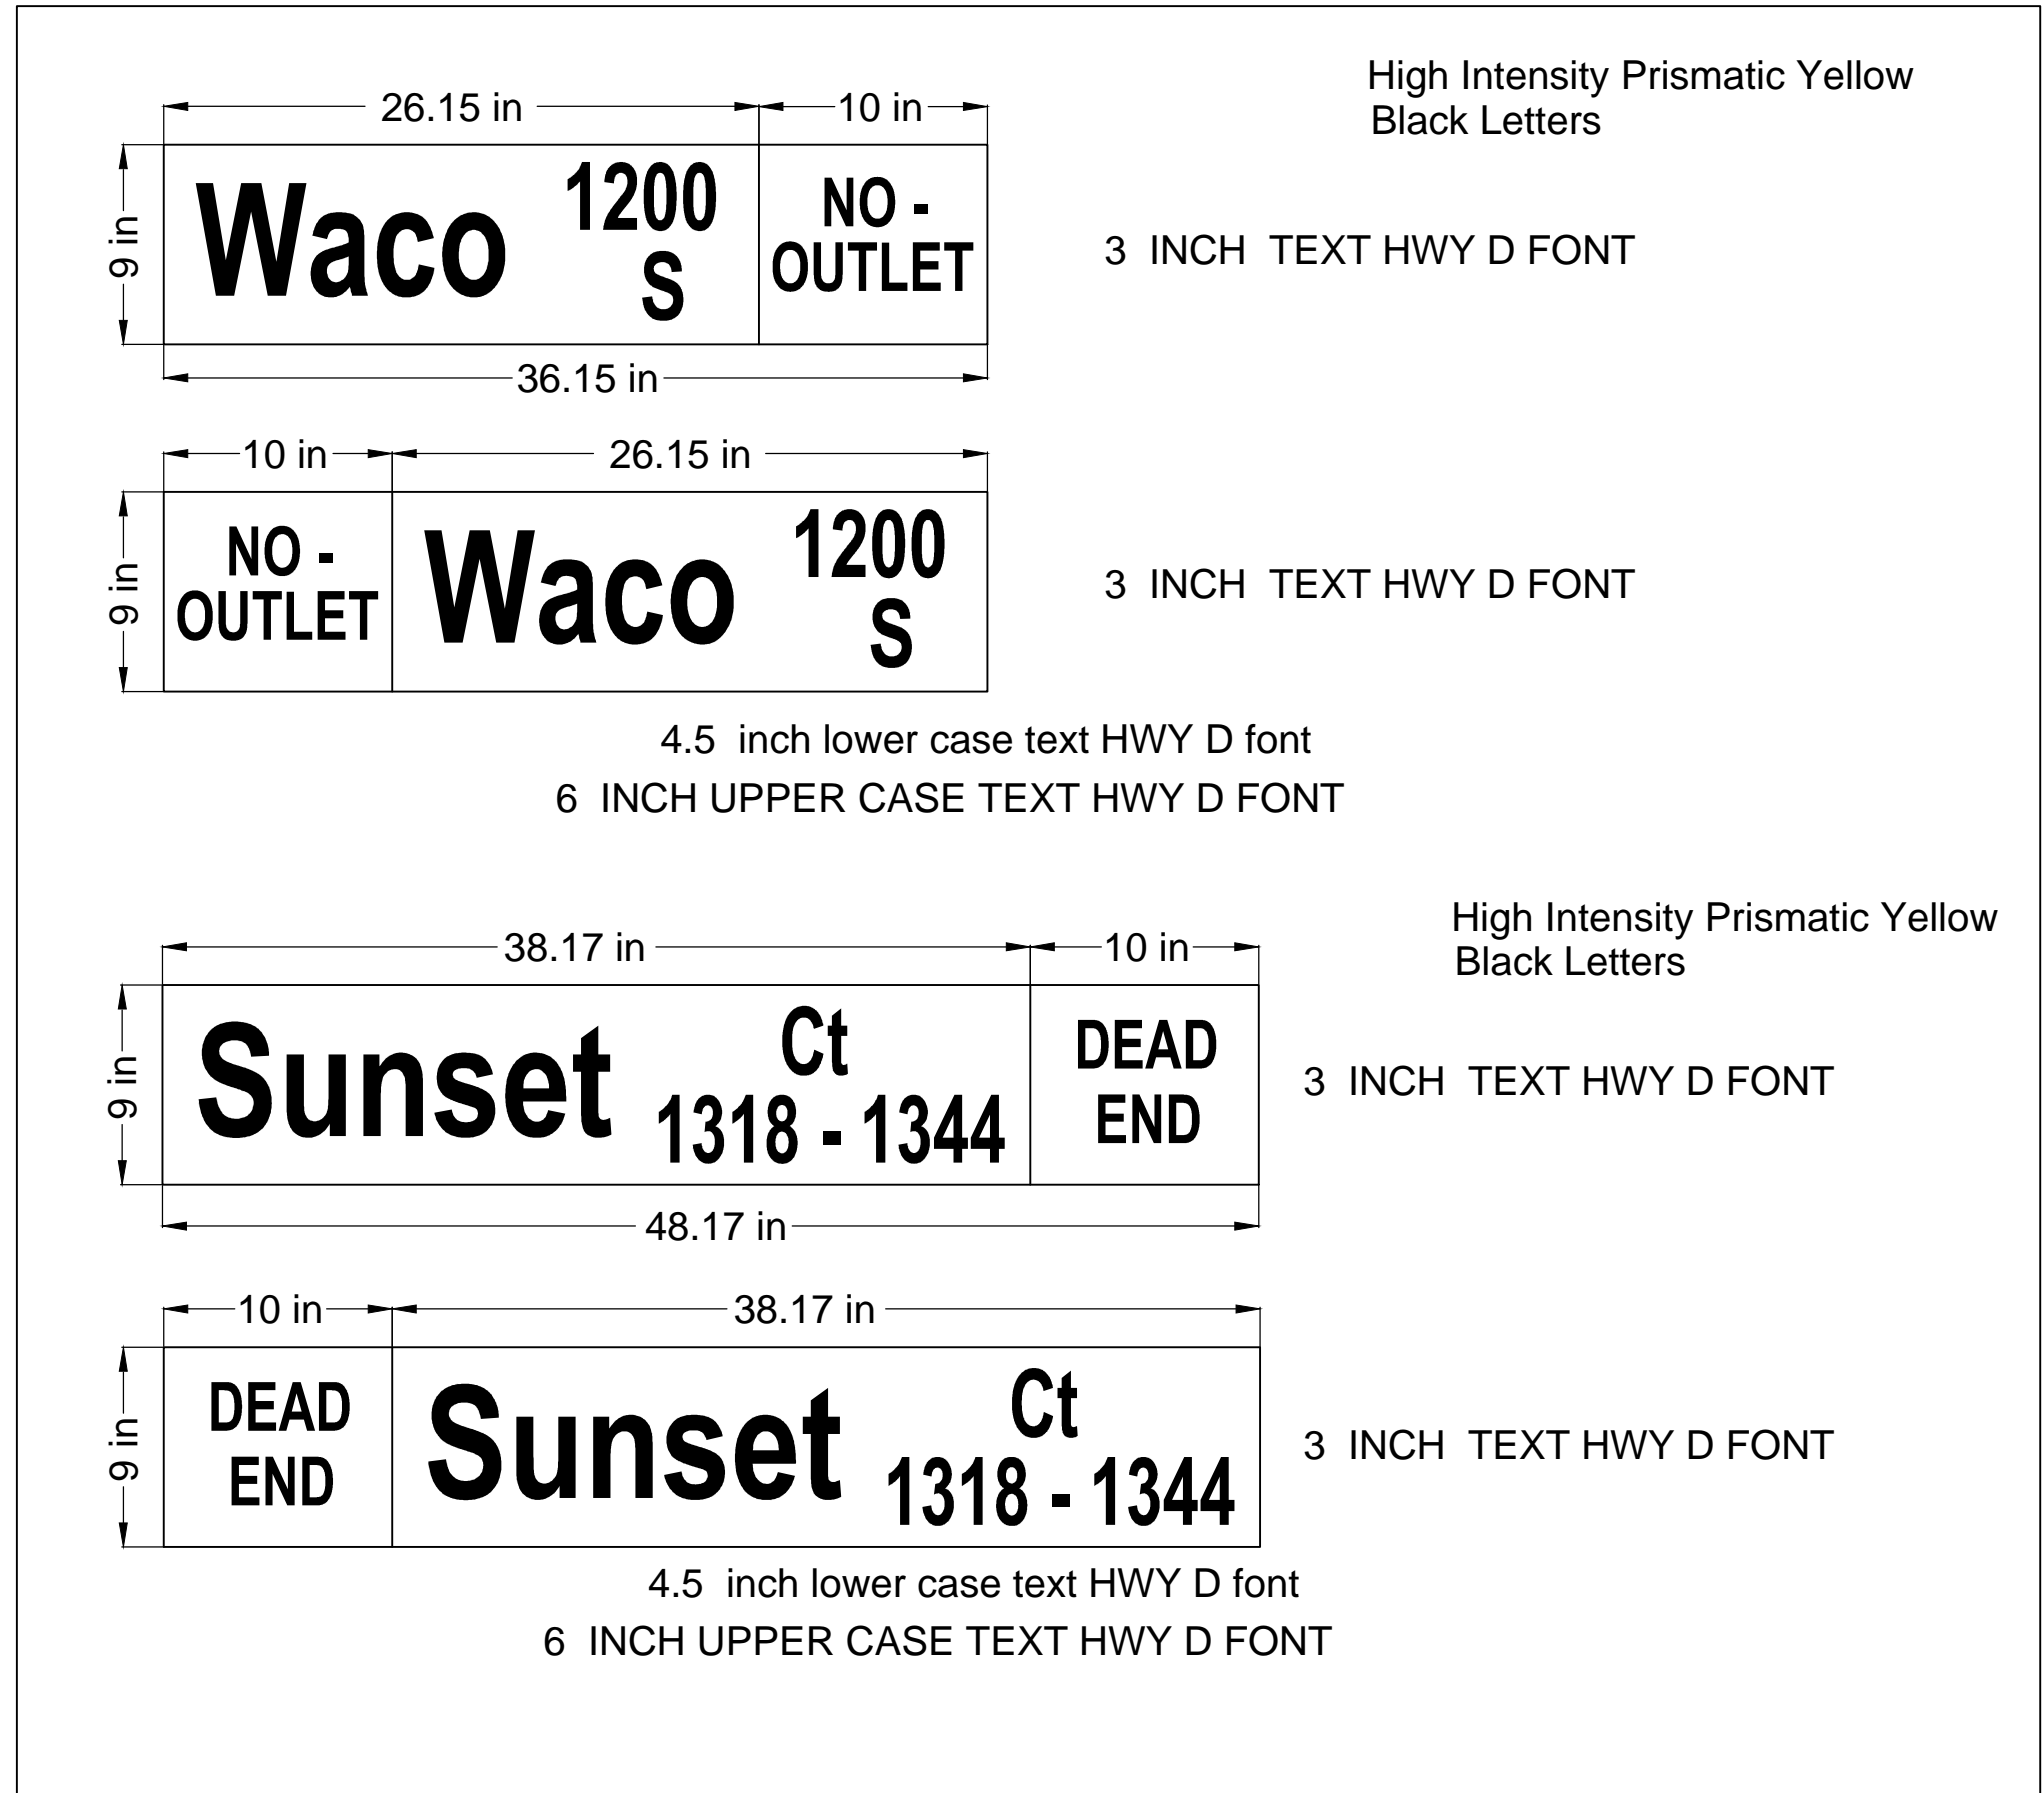 High Intensity Prismatic Yellow
Black Letters
26.15 in 10 in
9 in
Waco 1200 S
NO -
OUTLET
3 INCH TEXT HWY D FONT
36.15 in
10 in 26.15 in
9 in
NO -
OUTLET
Waco 1200 S
3 INCH TEXT HWY D FONT
4.5 inch lower case text HWY D font
6 INCH UPPER CASE TEXT HWY D FONT
High Intensity Prismatic Yellow
Black Letters
38.17 in 10 in
9 in
Sunset Ct
1318 - 1344
DEAD
END
3 INCH TEXT HWY D FONT
48.17 in
10 in 38.17 in
9 in
DEAD
END
Sunset Ct
1318 - 1344
3 INCH TEXT HWY D FONT
4.5 inch lower case text HWY D font
6 INCH UPPER CASE TEXT HWY D FONT